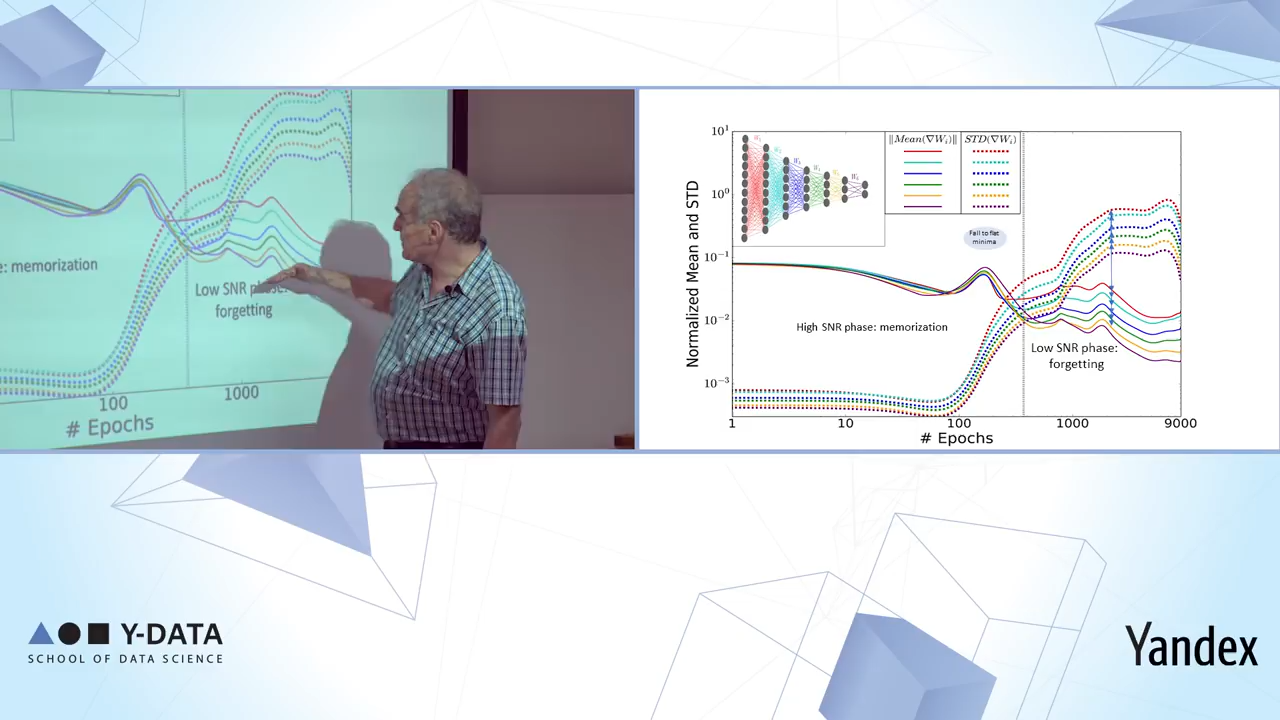 e: memorization
Low SNR phase:
forgetting
100
1000
# Epochs
10¹
10⁰
10⁻¹
10⁻²
10⁻³
Normalized Mean and STD
‖Mean(∇Wᵢ)‖
STD(∇Wᵢ)
Fall to flat
minima
High SNR phase: memorization
Low SNR phase:
forgetting
1
10
100
1000
9000
# Epochs
Y-DATA
SCHOOL OF DATA SCIENCE
Yandex